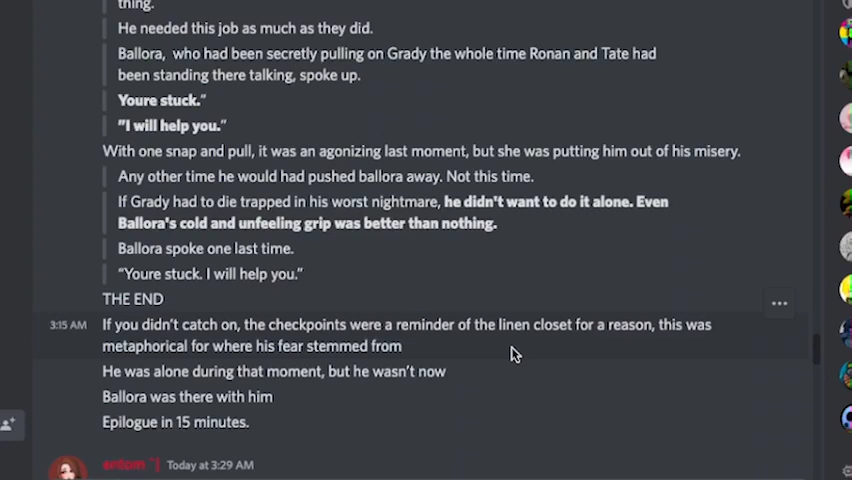 thing.
He needed this job as much as they did.
Ballora, who had been secretly pulling on Grady the whole time Ronan and Tate had
been standing there talking, spoke up.
Youre stuck."
"I will help you."
With one snap and pull, it was an agonizing last moment, but she was putting him out of his misery.
Any other time he would had pushed ballora away. Not this time.
If Grady had to die trapped in his worst nightmare, he didn't want to do it alone. Even
Ballora's cold and unfeeling grip was better than nothing.
Ballora spoke one last time.
"Youre stuck. I will help you."
THE END
3:15 AM If you didn't catch on, the checkpoints were a reminder of the linen closet for a reason, this was
metaphorical for where his fear stemmed from
He was alone during that moment, but he wasn't now
Ballora was there with him
Epilogue in 15 minutes.
Today at 3:29 AM